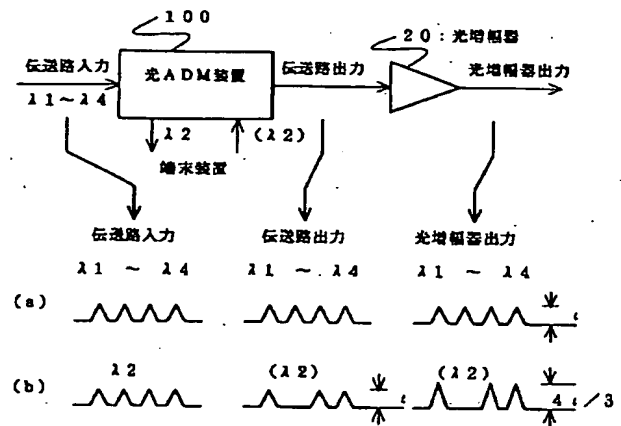 100
20：光増幅器
伝送路入力
光ADM装置
伝送路出力
光増幅器出力
λ1～λ4
λ2
(λ2)
端末装置
伝送路入力
伝送路出力
光増幅器出力
λ1 ～ λ4
λ1 ～ λ4
λ1 ～ λ4
(a)
(b)
λ2
(λ2)
(λ2)
4
／3